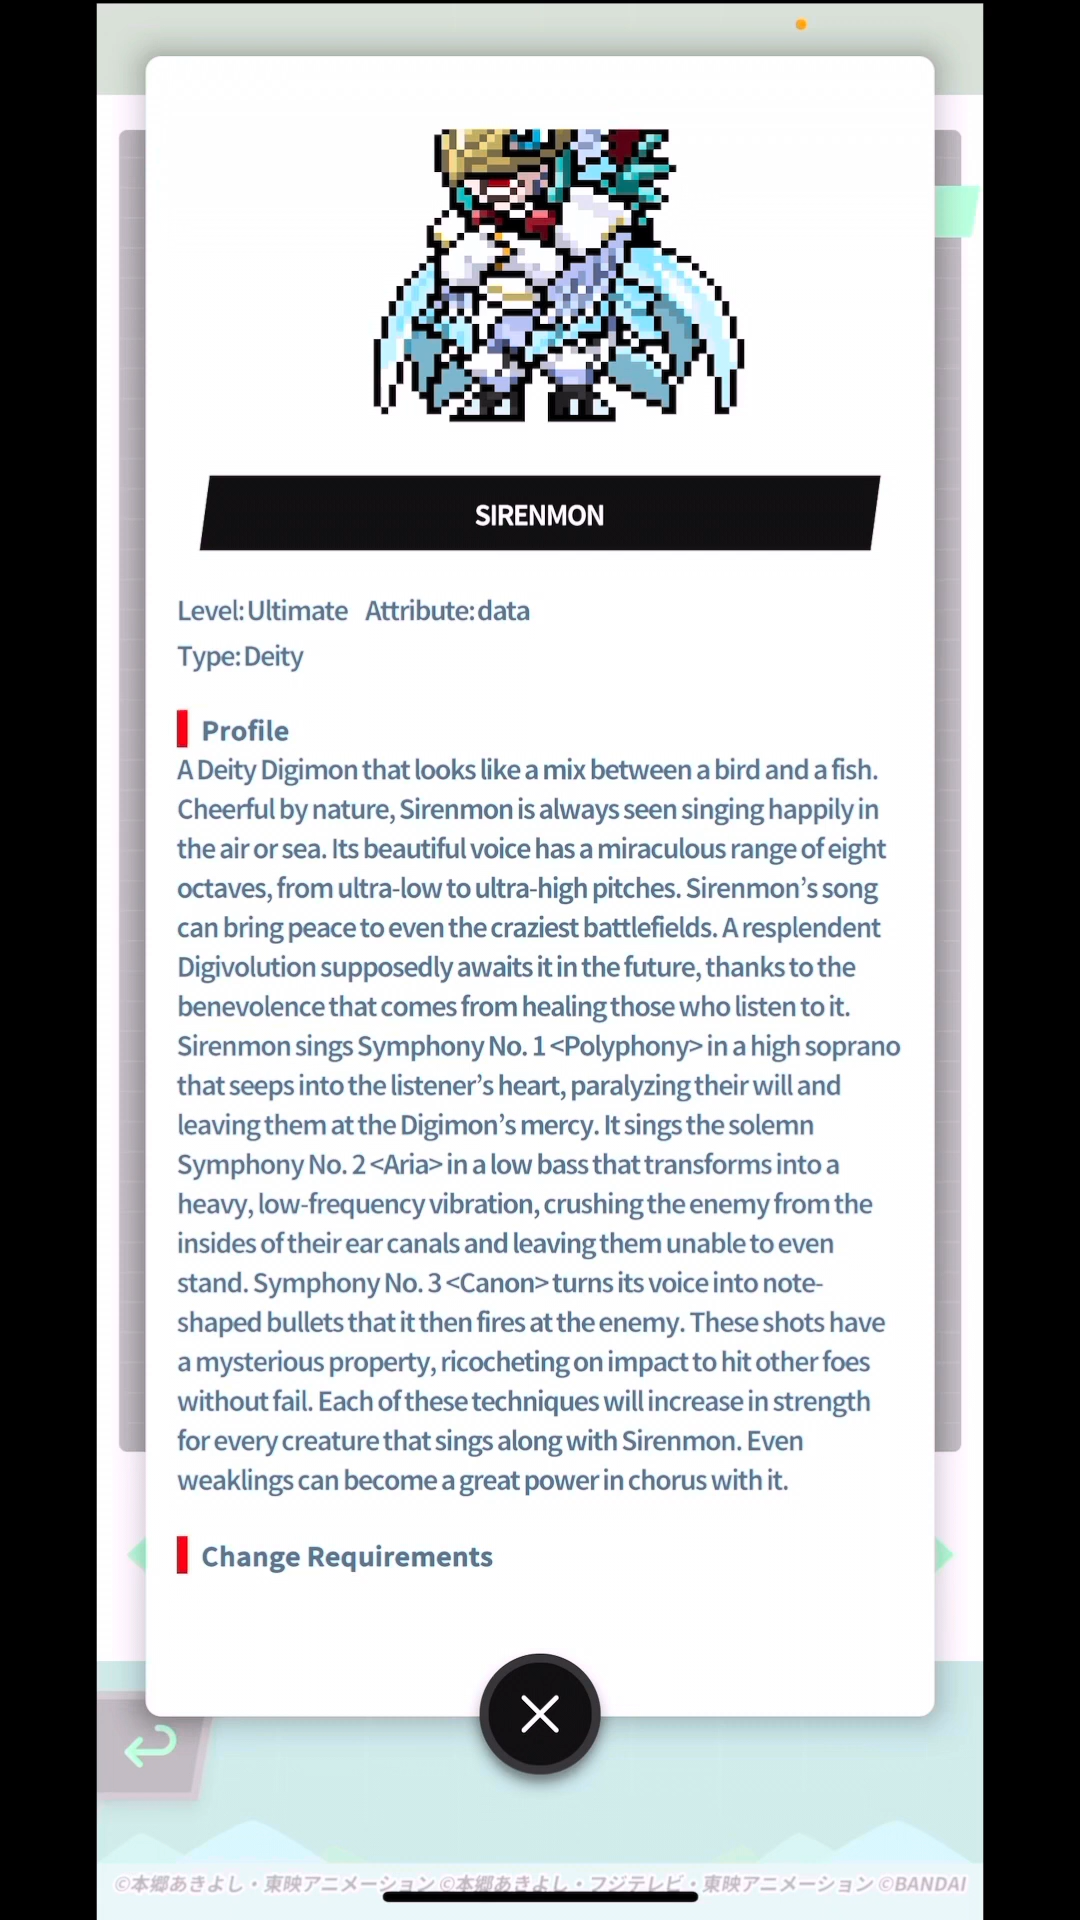 SIRENMON
Level:Ultimate Attribute:data
Type:Deity
Profile
A Deity Digimon that looks like a mix between a bird and a fish.
Cheerful by nature, Sirenmon is always seen singing happily in
the air or sea. Its beautiful voice has a miraculous range of eight
octaves, from ultra-low to ultra-high pitches. Sirenmon’s song
can bring peace to even the craziest battlefields. A resplendent
Digivolution supposedly awaits it in the future, thanks to the
benevolence that comes from healing those who listen to it.
Sirenmon sings Symphony No. 1 <Polyphony> in a high soprano
that seeps into the listener’s heart, paralyzing their will and
leaving them at the Digimon’s mercy. It sings the solemn
Symphony No. 2 <Aria> in a low bass that transforms into a
heavy, low-frequency vibration, crushing the enemy from the
insides of their ear canals and leaving them unable to even
stand. Symphony No. 3 <Canon> turns its voice into note-
shaped bullets that it then fires at the enemy. These shots have
a mysterious property, ricocheting on impact to hit other foes
without fail. Each of these techniques will increase in strength
for every creature that sings along with Sirenmon. Even
weaklings can become a great power in chorus with it.
Change Requirements
©本郷あきよし・東映アニメーション ©本郷あきよし・フジテレビ・東映アニメーション ©BANDAI